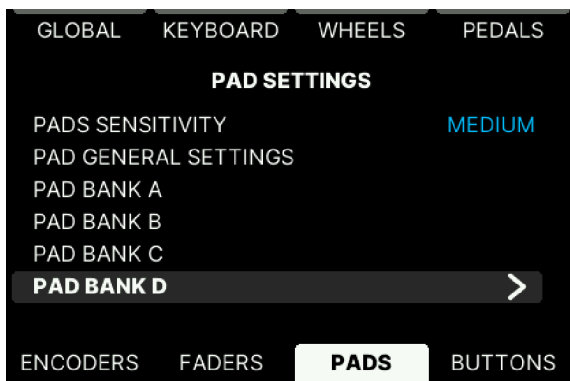 GLOBAL KEYBOARD WHEELS PEDALS
PAD SETTINGS
PADS SENSITIVITY MEDIUM
PAD GENERAL SETTINGS
PAD BANK A
PAD BANK B
PAD BANK C
PAD BANK D
ENCODERS FADERS PADS BUTTONS